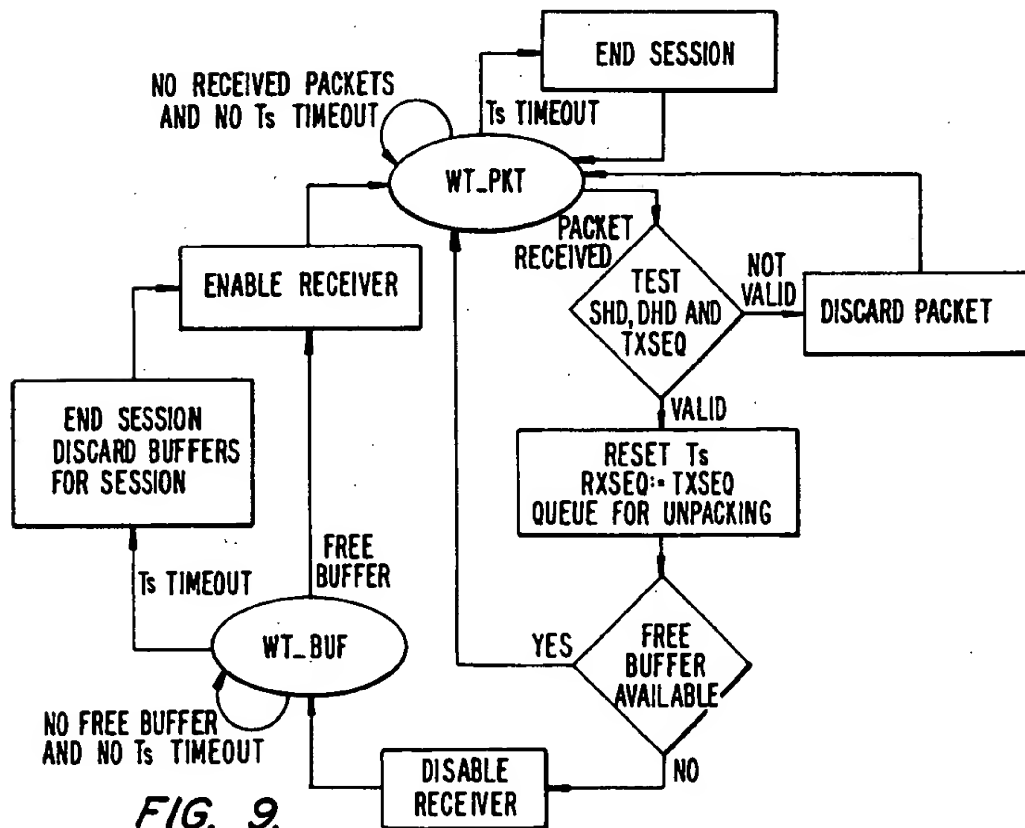 END SESSION
NO RECEIVED PACKETS
AND NO Ts TIMEOUT
Ts TIMEOUT
WT_PKT
PACKET
RECEIVED
ENABLE RECEIVER
TEST
SHD, DHD AND
TXSEQ
NOT
VALID
DISCARD PACKET
VALID
END SESSION
DISCARD BUFFERS
FOR SESSION
RESET Ts
RXSEQ:= TXSEQ
QUEUE FOR UNPACKING
Ts TIMEOUT
FREE
BUFFER
WT_BUF
YES
FREE
BUFFER
AVAILABLE
NO FREE BUFFER
AND NO Ts TIMEOUT
NO
DISABLE
RECEIVER
FIG. 9.